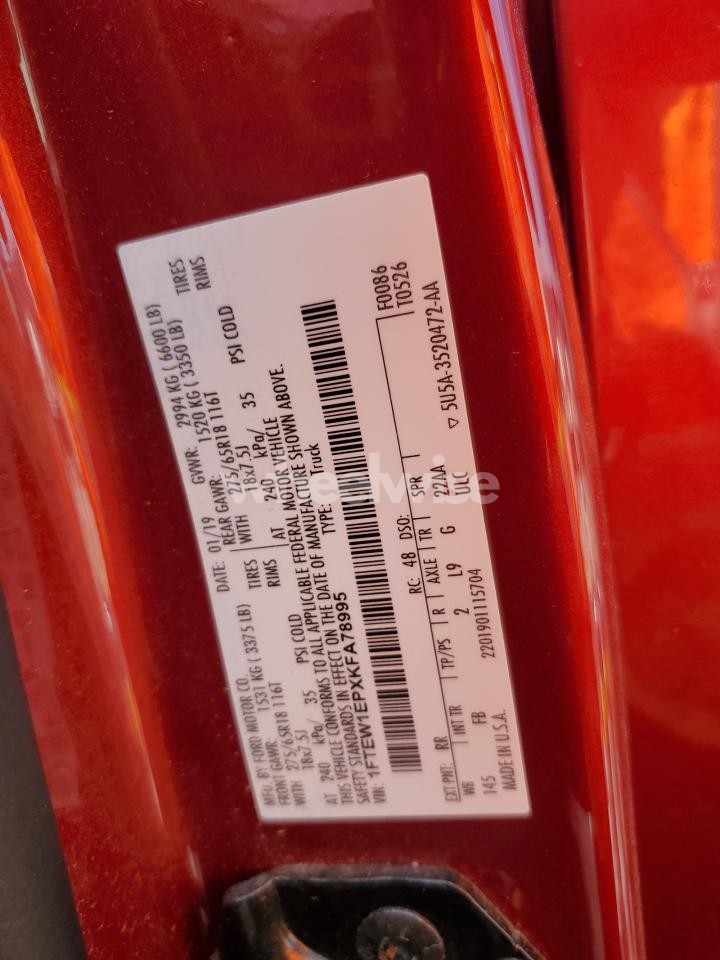 MFD. BY FORD MOTOR CO.
DATE: 01/19 GVWR: 2994 KG ( 6600 LB)
FRONT GAWR: 1531 KG ( 3375 LB) REAR GAWR: 1520 KG ( 3350 LB)
WITH 275/65R18 116T TIRES WITH 275/65R18 116T TIRES
18x7.5J RIMS 18x7.5J RIMS
AT 240 kPa/ 35 PSI COLD AT 240 kPa/ 35 PSI COLD
THIS VEHICLE CONFORMS TO ALL APPLICABLE FEDERAL MOTOR VEHICLE
SAFETY STANDARDS IN EFFECT ON THE DATE OF MANUFACTURE SHOWN ABOVE.
VIN: 1FTEW1EPXKFA78995 TYPE: Truck
F0086
T0526
EXT PNT: RR RC: 48 DSO:
WB INT TR TP/PS R AXLE TR SPR
145 FB 2 L9 G 22AA
MADE IN U.S.A. 2201901115704
▽ 5U5A-3520472-AA
wheelwise